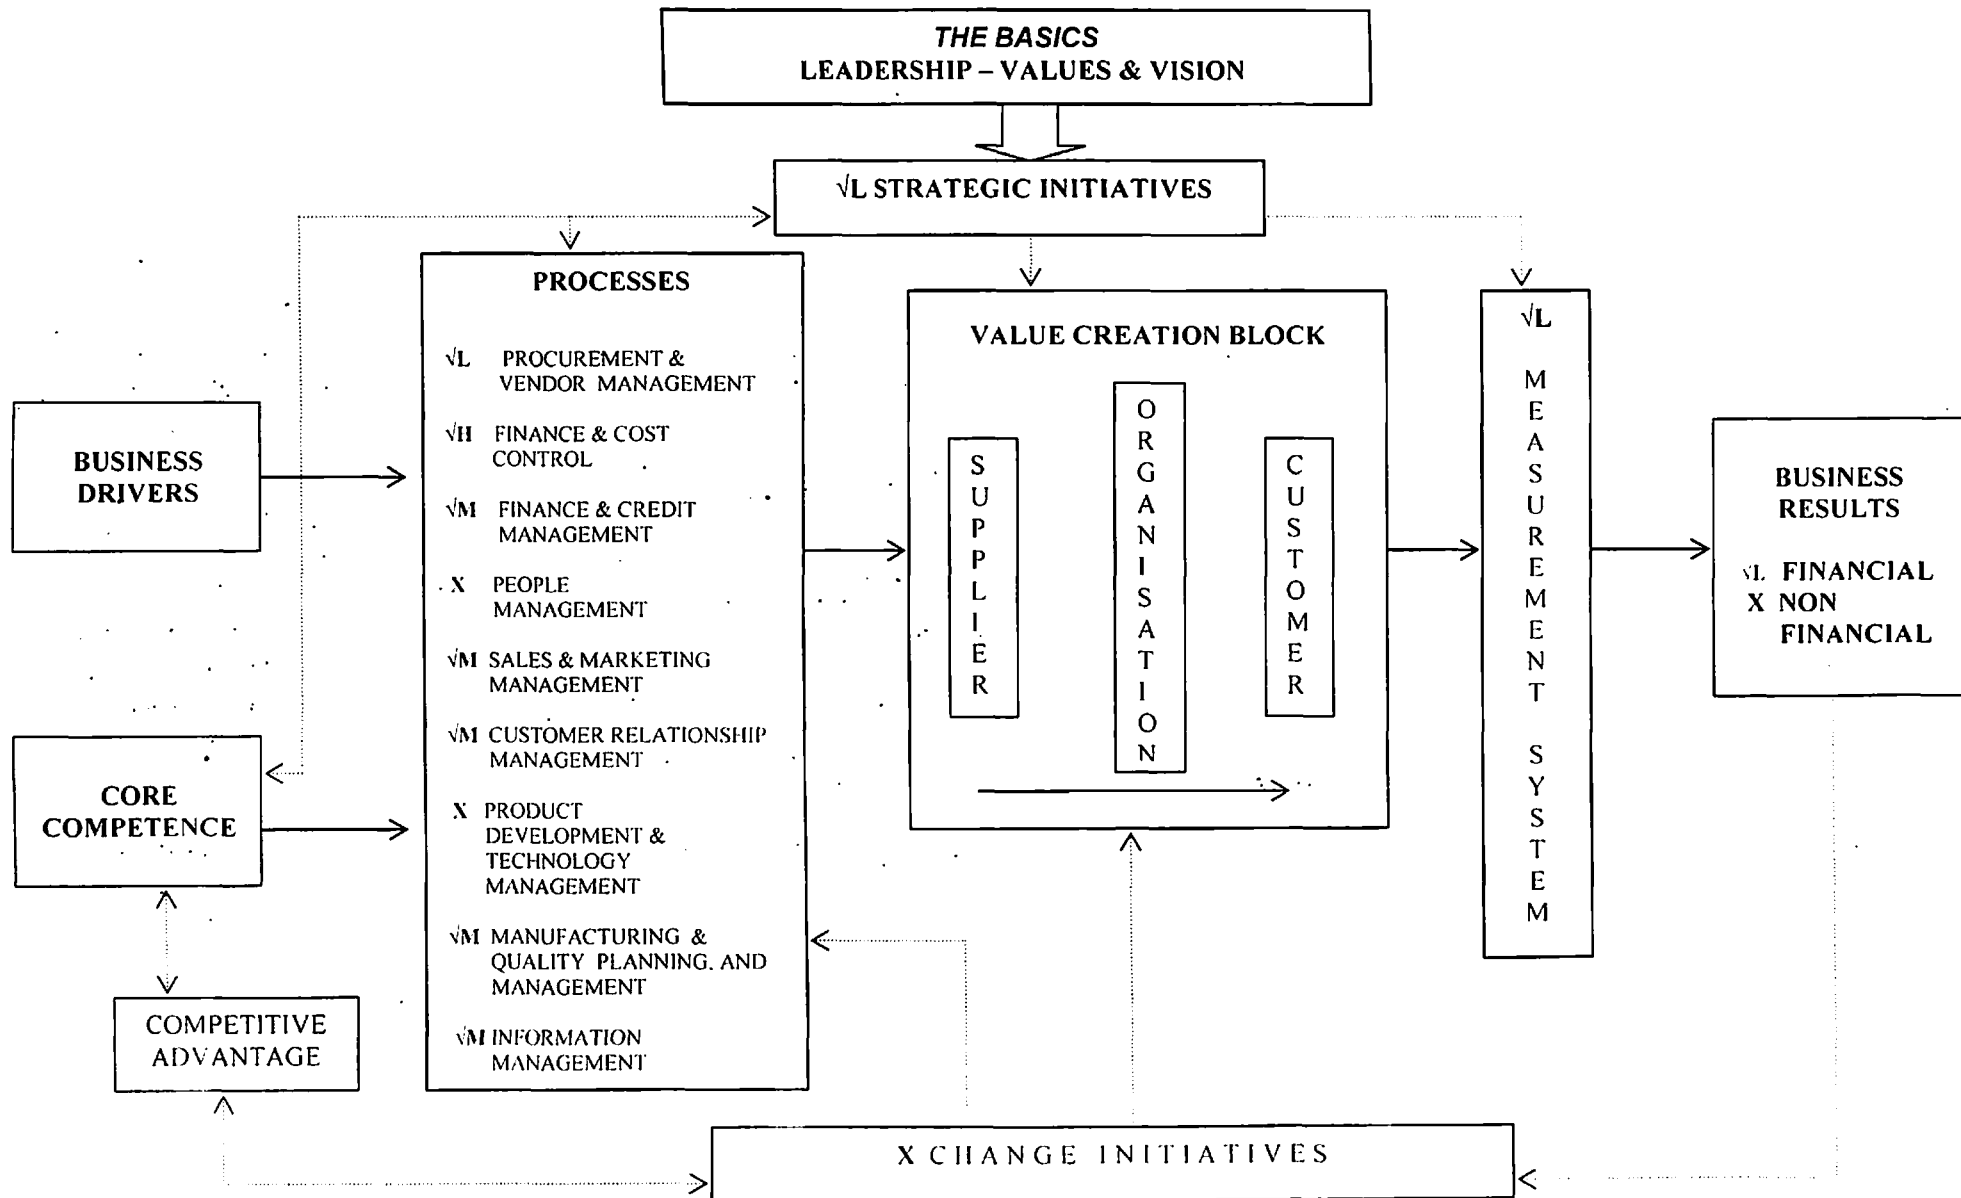 THE BASICS
LEADERSHIP – VALUES & VISION
√L STRATEGIC INITIATIVES
PROCESSES
√L PROCUREMENT &
VENDOR MANAGEMENT
√H FINANCE & COST
CONTROL
√M FINANCE & CREDIT
MANAGEMENT
X PEOPLE
MANAGEMENT
√M SALES & MARKETING
MANAGEMENT
√M CUSTOMER RELATIONSHIP
MANAGEMENT
X PRODUCT
DEVELOPMENT &
TECHNOLOGY
MANAGEMENT
√M MANUFACTURING &
QUALITY PLANNING, AND
MANAGEMENT
√M INFORMATION
MANAGEMENT
BUSINESS
DRIVERS
CORE
COMPETENCE
COMPETITIVE
ADVANTAGE
VALUE CREATION BLOCK
SUPPLIER
ORGANISATION
CUSTOMER
√L
MEASUREMENT SYSTEM
BUSINESS
RESULTS
√L FINANCIAL
X NON
FINANCIAL
X CHANGE INITIATIVES